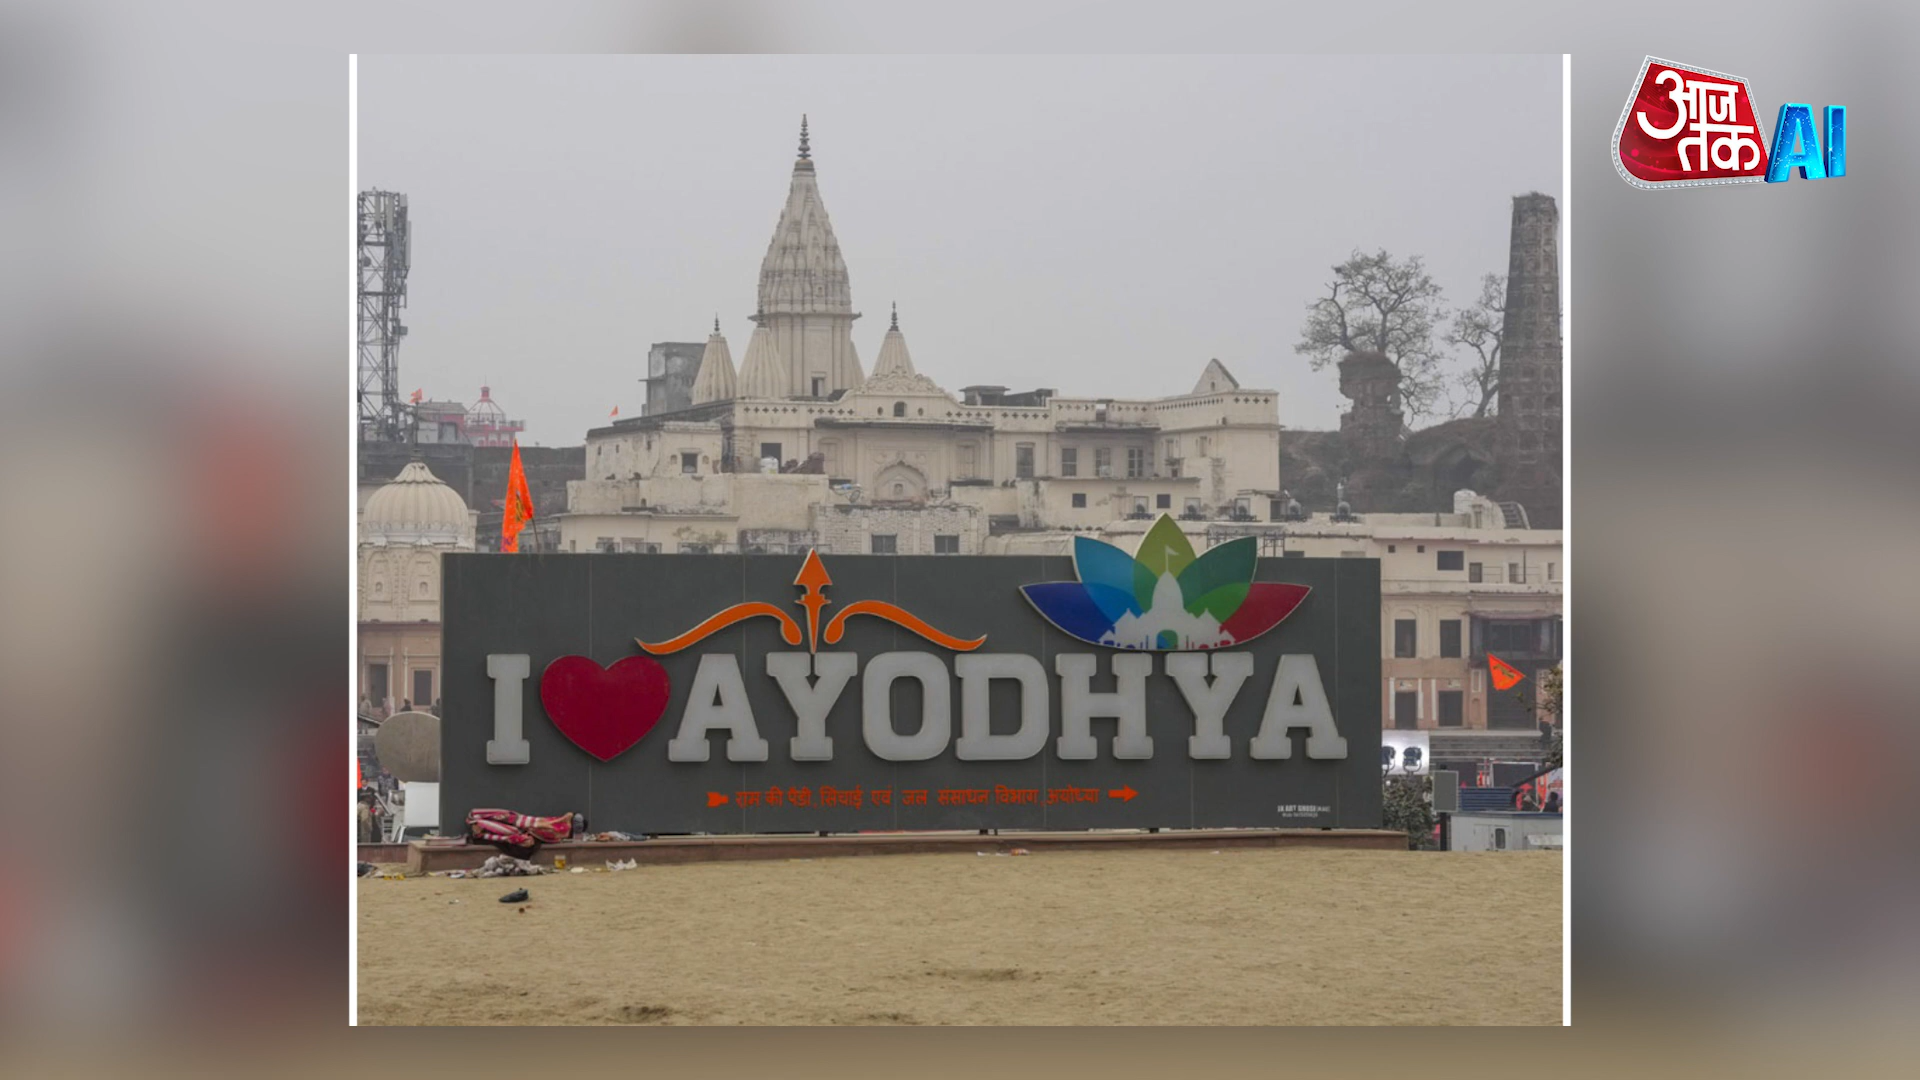 आज
तक AI
I ❤ AYODHYA
राम की पैड़ी, सिचाई एवं जल संसाधन विभाग, अयोध्या